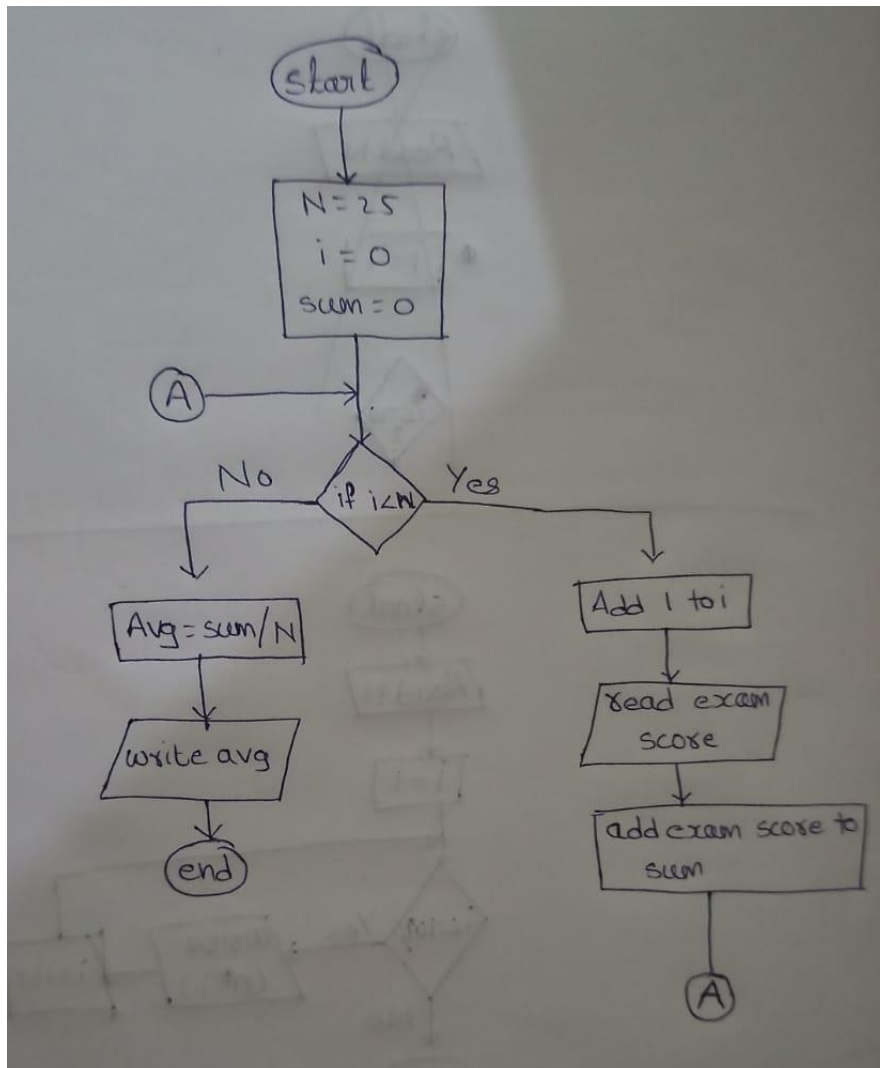 start
N = 25
i = 0
sum = 0
A
No
if i<N
Yes
Avg = sum/N
write avg
end
Add 1 to i
read exam
score
add exam score to
sum
A